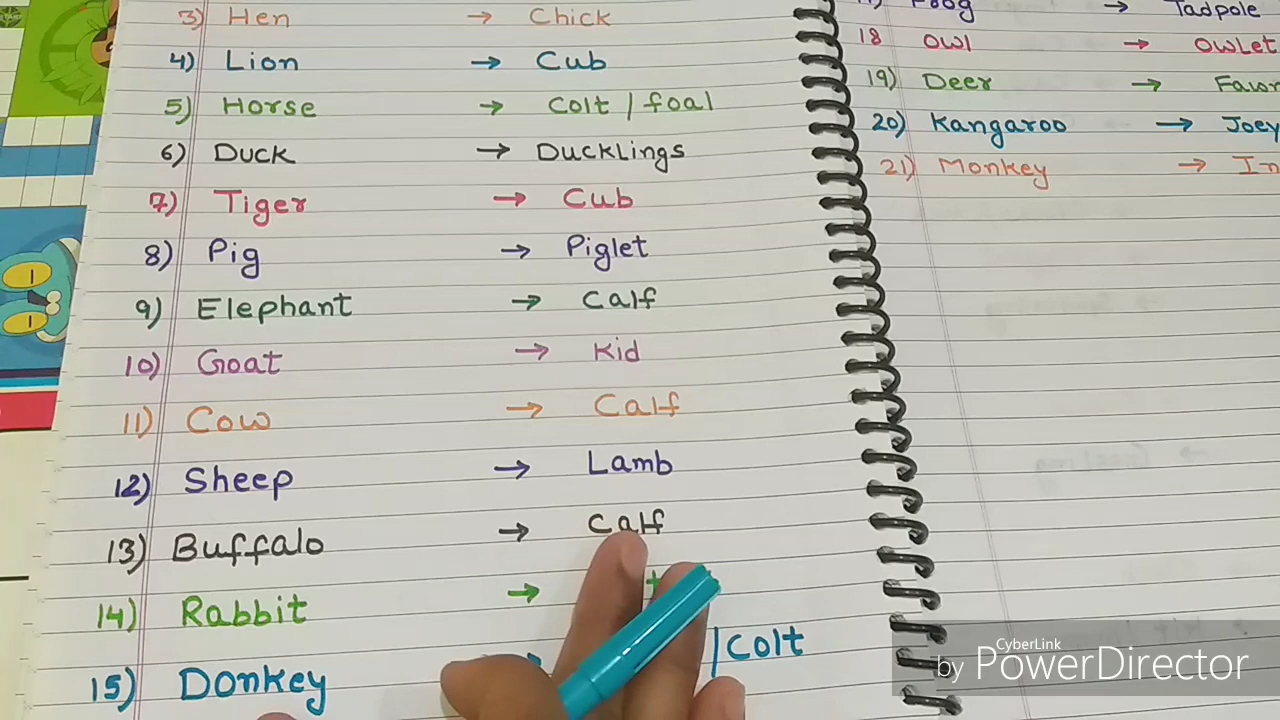 3) Hen → Chick
4) Lion → Cub
5) Horse → Colt / foal
6) Duck → Ducklings
7) Tiger → Cub
8) Pig → Piglet
9) Elephant → Calf
10) Goat → Kid
11) Cow → Calf
12) Sheep → Lamb
13) Buffalo → Calf
14) Rabbit →
15) Donkey → /Colt
→ Tadpole
18 Owl → Owlet
19) Deer →
20) Kangaroo → Joey
21) Monkey → In
CyberLink
by PowerDirector